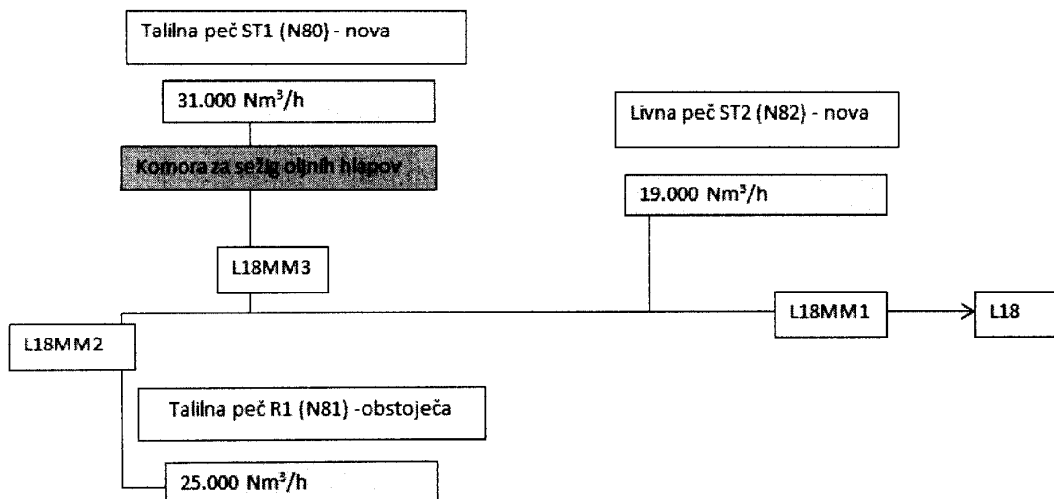 Talilna peč ST1 (N80) - nova
31.000 Nm³/h
Livna peč ST2 (N82) - nova
Komora za sežig oljnih hlapov
19.000 Nm³/h
L18MM3
L18MM1
L18
L18MM2
Talilna peč R1 (N81) -obstoječa
25.000 Nm³/h